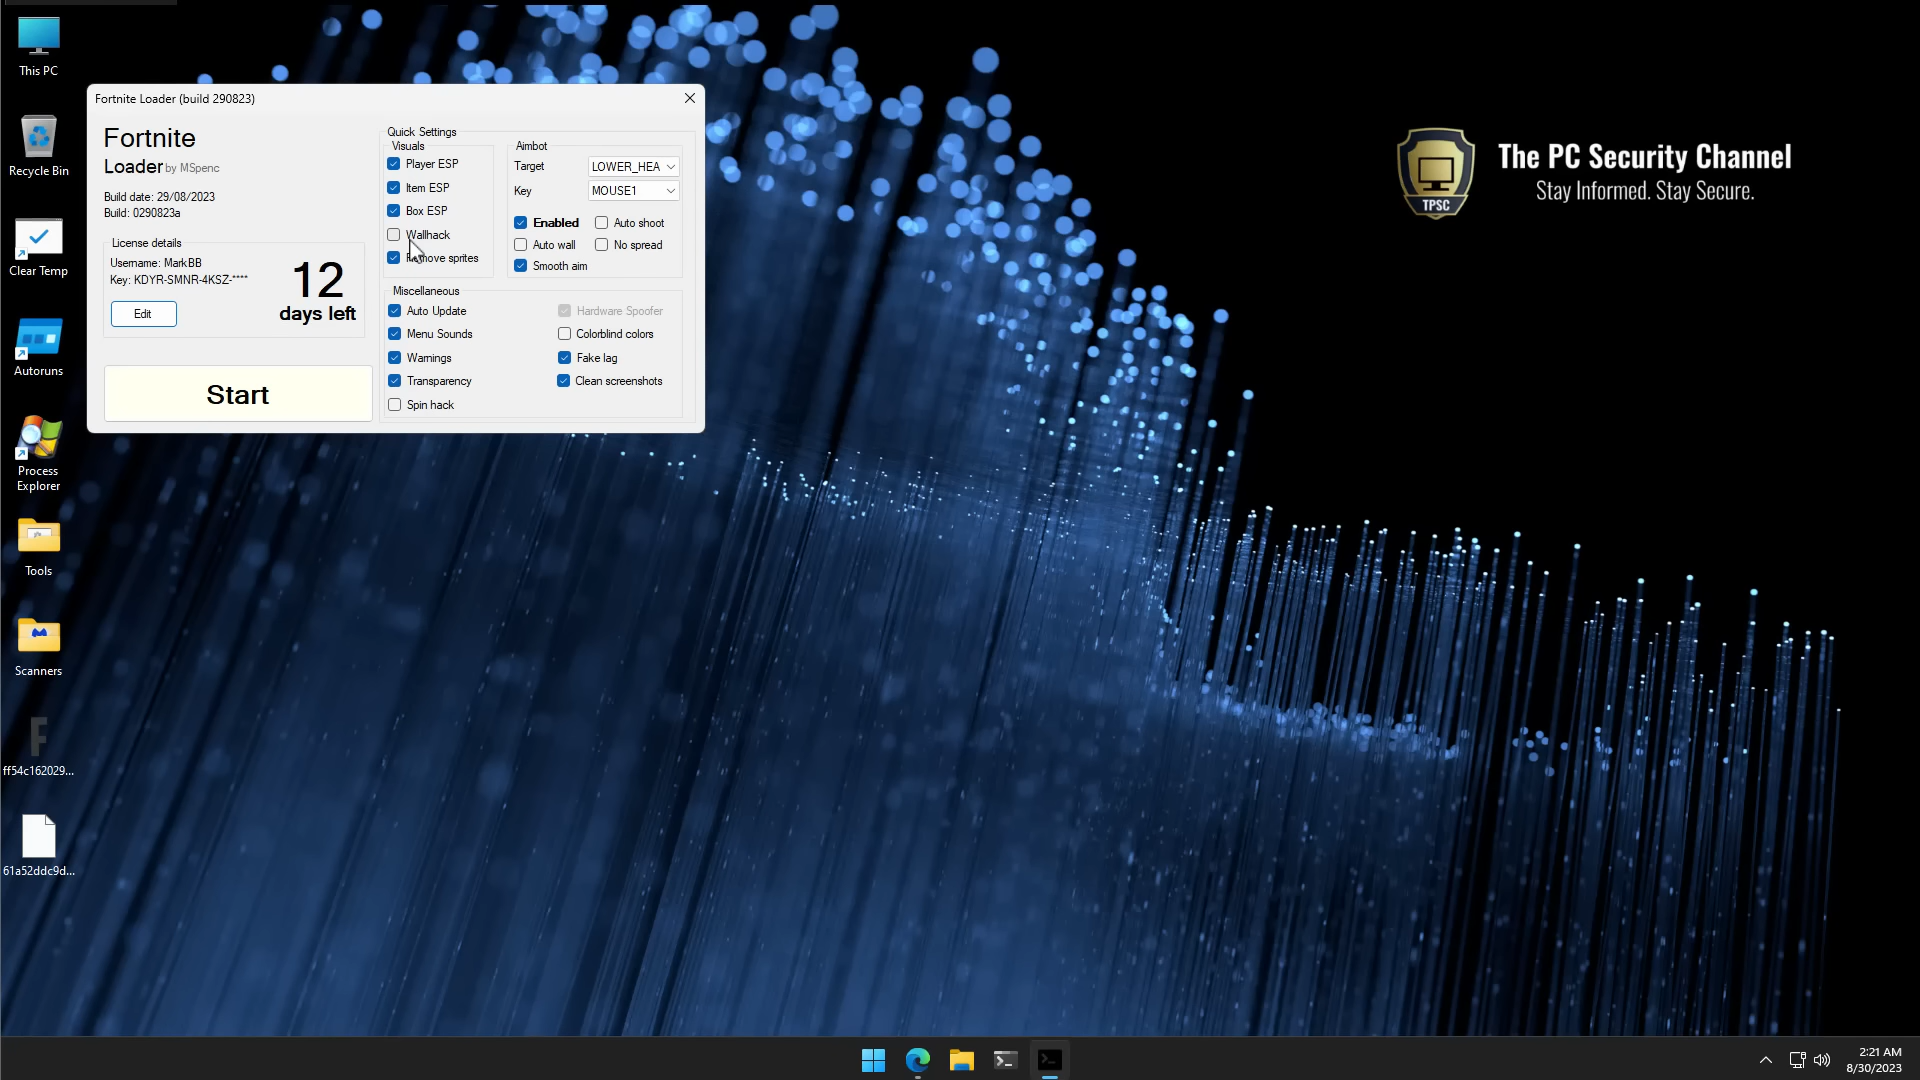 This PC
Recycle Bin
Clear Temp
Autoruns
Process
Explorer
Tools
Scanners
ff54c162029...
61a52ddc9d...
Fortnite Loader (build 290823)
Fortnite
Loader by MSpenc
Build date: 29/08/2023
Build: 0290823a
License details
Username: MarkBB
Key: KDYR-SMNR-4KSZ-****
Edit
12
days left
Start
Quick Settings
Visuals
Player ESP
Item ESP
Box ESP
Wallhack
Remove sprites
Aimbot
Target LOWER_HEA
Key MOUSE1
Enabled Auto shoot
Auto wall No spread
Smooth aim
Miscellaneous
Auto Update Hardware Spoofer
Menu Sounds Colorblind colors
Warnings Fake lag
Transparency Clean screenshots
Spin hack
TPSC
The PC Security Channel
Stay Informed. Stay Secure.
2:21 AM
8/30/2023